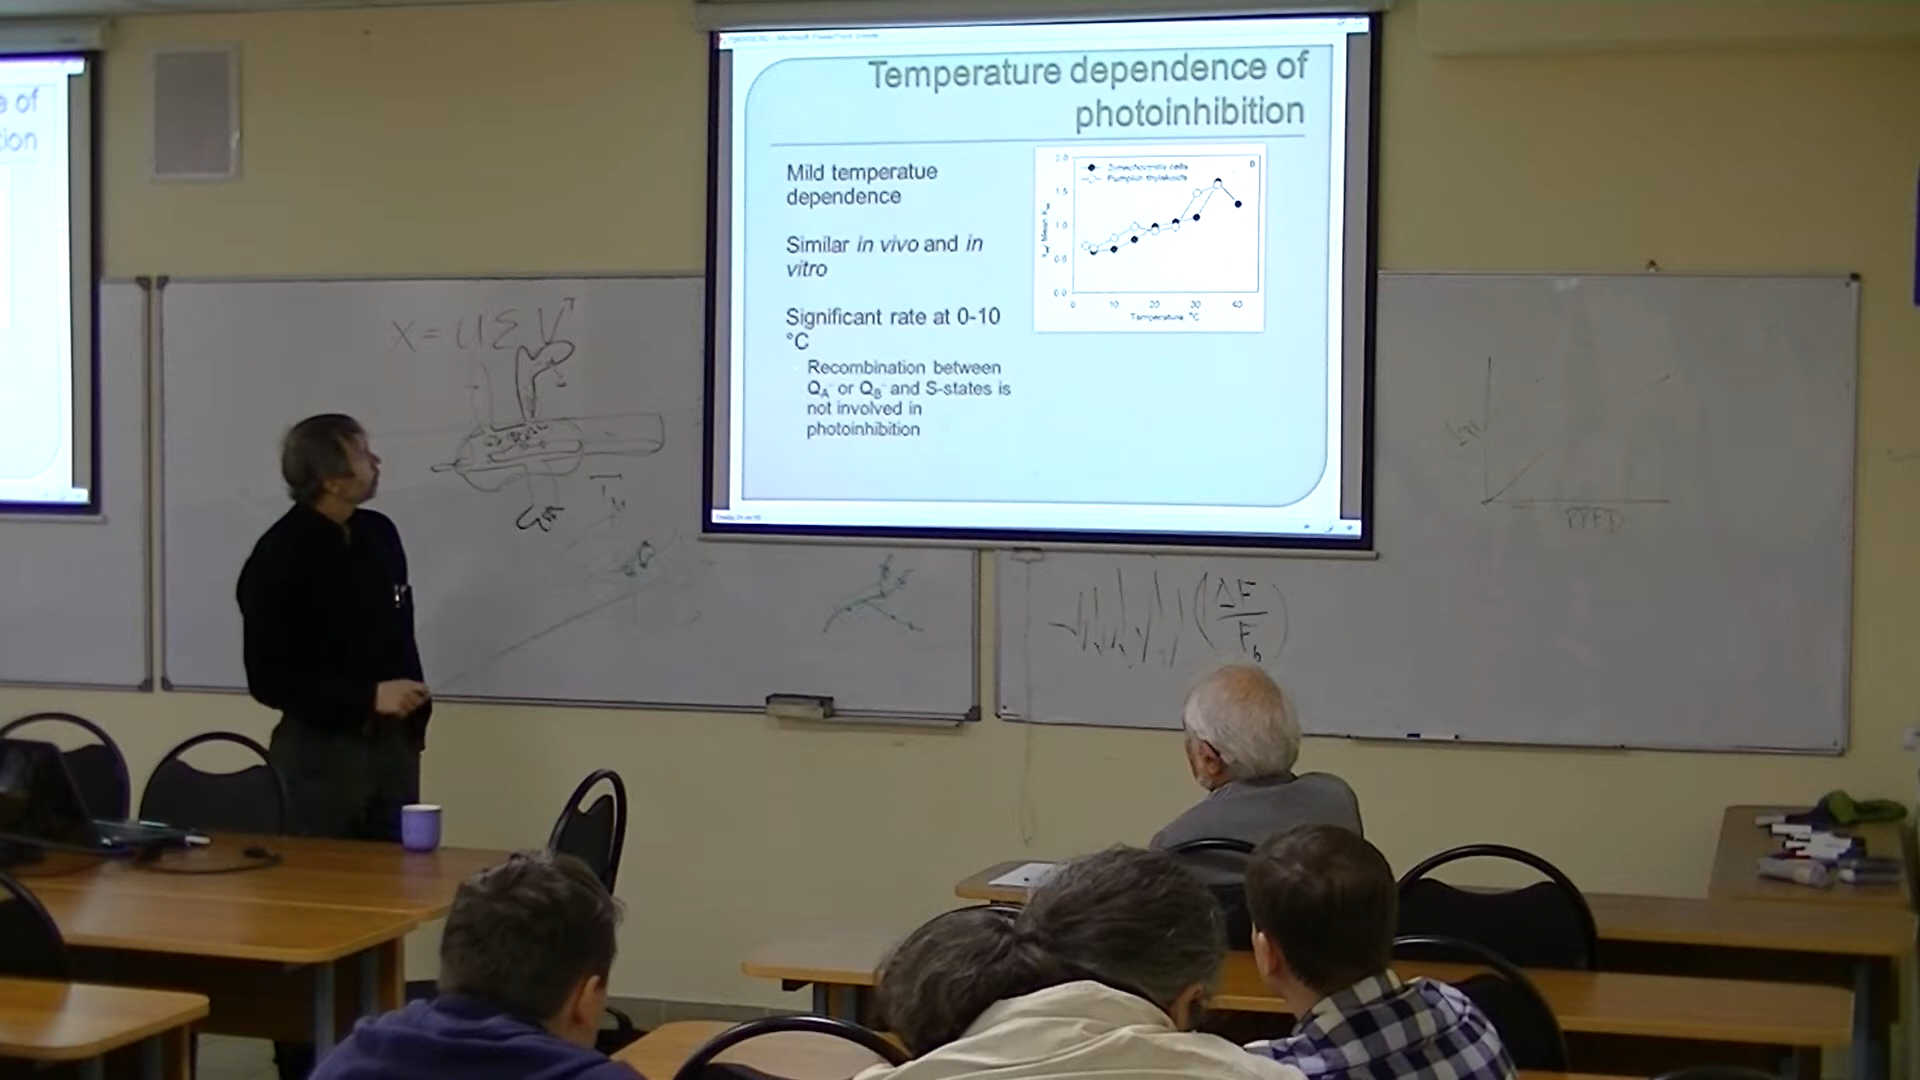 e of
tion
Temperature dependence of
photoinhibition
Mild temperatue
dependence
Similar in vivo and in
vitro
Significant rate at 0-10
°C
Recombination between
QA or QB and S-states is
not involved in
photoinhibition
B
cells
Pumpkin thylakoids
2.0
1.5
1.0
0.5
0.0
0 10 20 30 40
Temperature, °C
X = U Σ V^T
PPFD
(ΔF
F